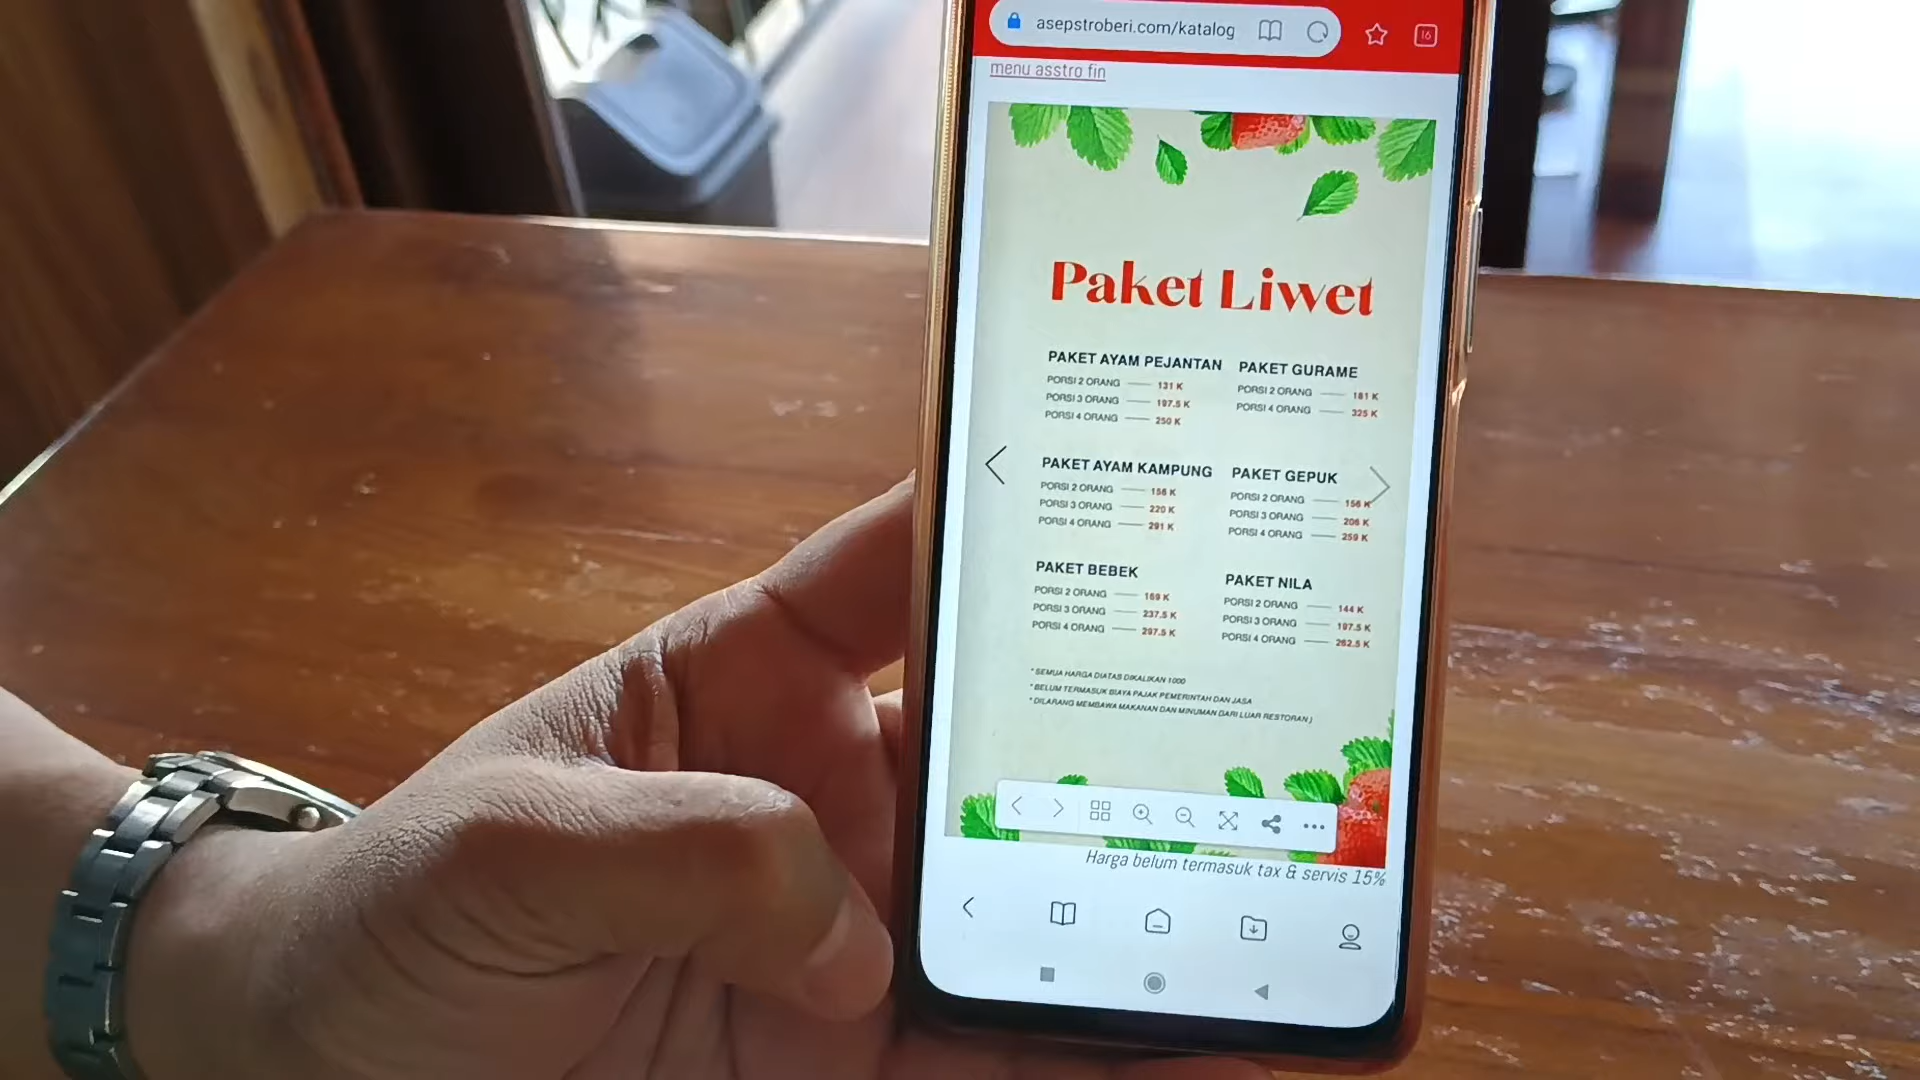 asepstroberi.com/katalog
16
menu asstro fin
Paket Liwet
PAKET AYAM PEJANTAN
PORSI 2 ORANG 131 K
PORSI 3 ORANG 197.5 K
PORSI 4 ORANG 250 K
PAKET GURAME
PORSI 2 ORANG 181 K
PORSI 4 ORANG 325 K
PAKET AYAM KAMPUNG
PORSI 2 ORANG 156 K
PORSI 3 ORANG 220 K
PORSI 4 ORANG 291 K
PAKET GEPUK
PORSI 2 ORANG 156 K
PORSI 3 ORANG 206 K
PORSI 4 ORANG 259 K
PAKET BEBEK
PORSI 2 ORANG 169 K
PORSI 3 ORANG 237.5 K
PORSI 4 ORANG 297.5 K
PAKET NILA
PORSI 2 ORANG 144 K
PORSI 3 ORANG 197.5 K
PORSI 4 ORANG 262.5 K
* SEMUA HARGA DIATAS DIKALIKAN 1000
* BELUM TERMASUK BIAYA PAJAK PEMERINTAH DAN JASA
* DILARANG MEMBAWA MAKANAN DAN MINUMAN DARI LUAR RESTORAN )
Harga belum termasuk tax & servis 15%